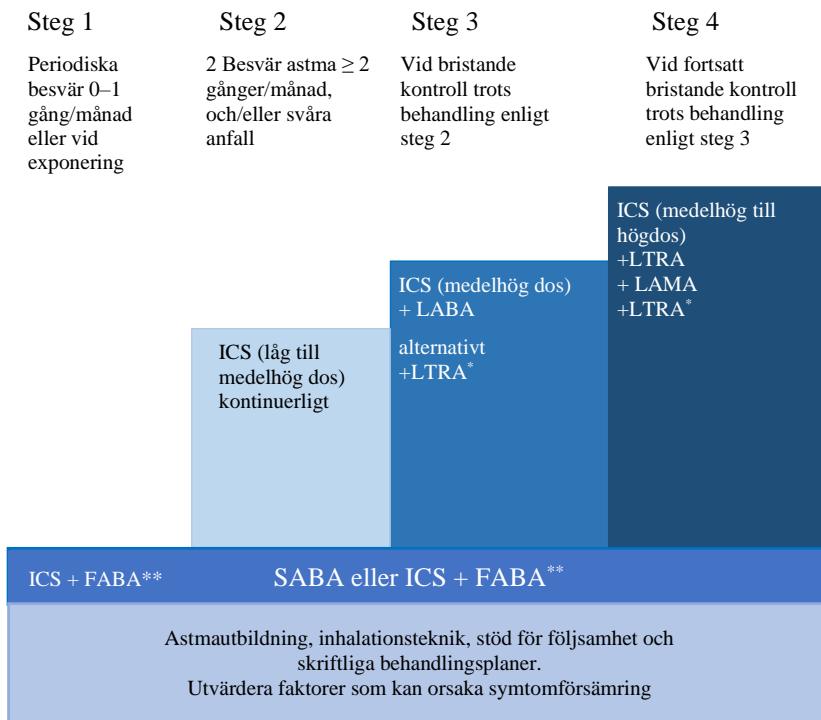 Steg 1
Periodiska
besvär 0–1
gång/månad
eller vid
exponering
Steg 2
2 Besvär astma ≥ 2
gånger/månad,
och/eller svåra
anfall
Steg 3
Vid bristande
kontroll trots
behandling enligt
steg 2
Steg 4
Vid fortsatt
bristande kontroll
trots behandling
enligt steg 3
ICS (låg till
medelhög dos)
kontinuerligt
ICS (medelhög dos)
+ LABA
alternativt
+LTRA*
ICS (medelhög till
högdos)
+LTRA
+ LAMA
+LTRA*
ICS + FABA**
SABA eller ICS + FABA**
Astmautbildning, inhalationsteknik, stöd för följsamhet och
skriftliga behandlingsplaner.
Utvärdera faktorer som kan orsaka symtomförsämring